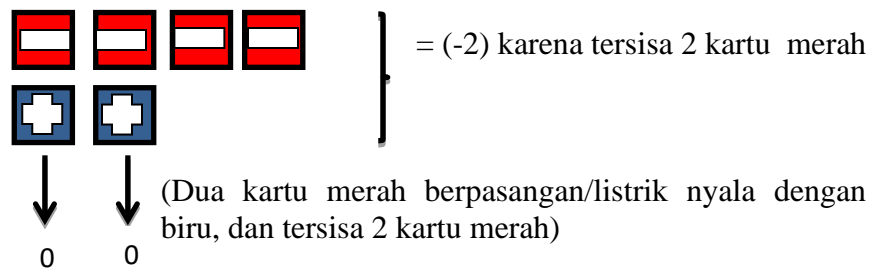 = (-2) karena tersisa 2 kartu merah
(Dua kartu merah berpasangan/listrik nyala dengan
biru, dan tersisa 2 kartu merah)
0 0